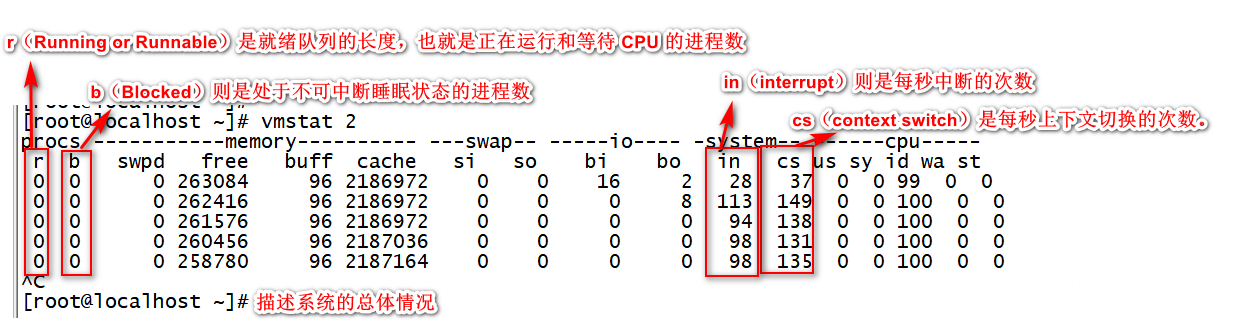 r（Running or Runnable）是就绪队列的长度，也就是正在运行和等待 CPU 的进程数
b（Blocked）则是处于不可中断睡眠状态的进程数
in（interrupt）则是每秒中断的次数
cs（context switch）是每秒上下文切换的次数。
[root@localhost ~]# vmstat 2
procs -----------memory---------- ---swap-- -----io---- -system-- ------cpu-----
r b swpd free buff cache si so bi bo in cs us sy id wa st
0 0 0 263084 96 2186972 0 0 16 2 28 37 0 0 99 0 0
0 0 0 262416 96 2186972 0 0 0 8 113 149 0 0 100 0 0
0 0 0 261576 96 2186972 0 0 0 0 94 138 0 0 100 0 0
0 0 0 260456 96 2187036 0 0 0 0 98 131 0 0 100 0 0
0 0 0 258780 96 2187164 0 0 0 0 98 135 0 0 100 0 0
^C
[root@localhost ~]# 描述系统的总体情况